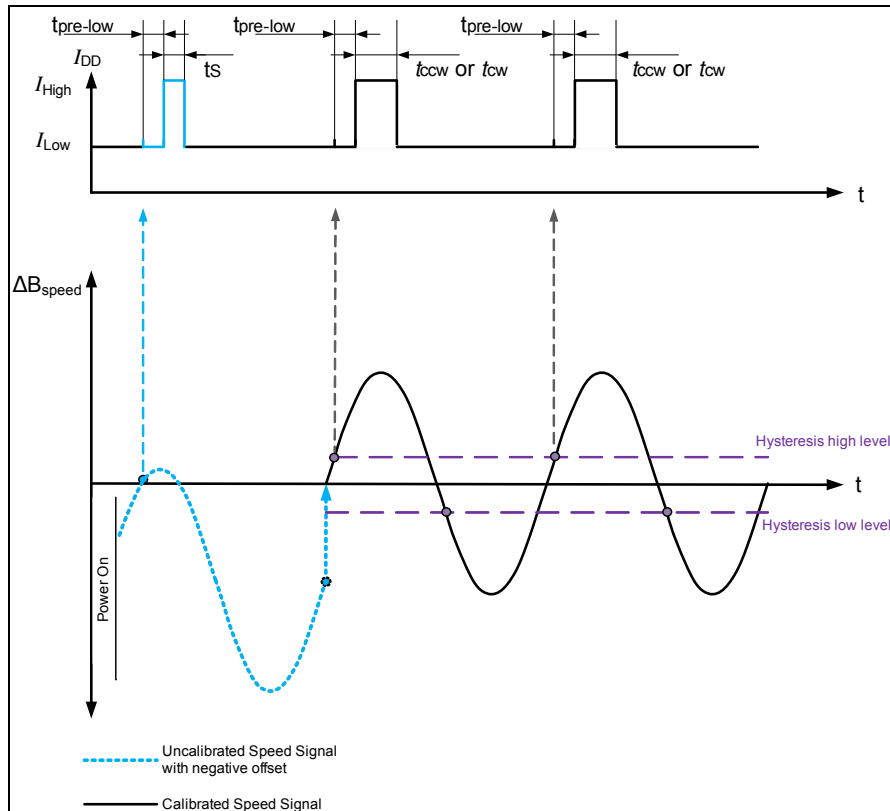 tpre-low tpre-low tpre-low
IDD tS tccw or tcw tccw or tcw
IHigh
ILow
t
ΔBspeed
Hysteresis high level
t
Hysteresis low level
Power On
Uncalibrated Speed Signal
with negative offset
Calibrated Speed Signal